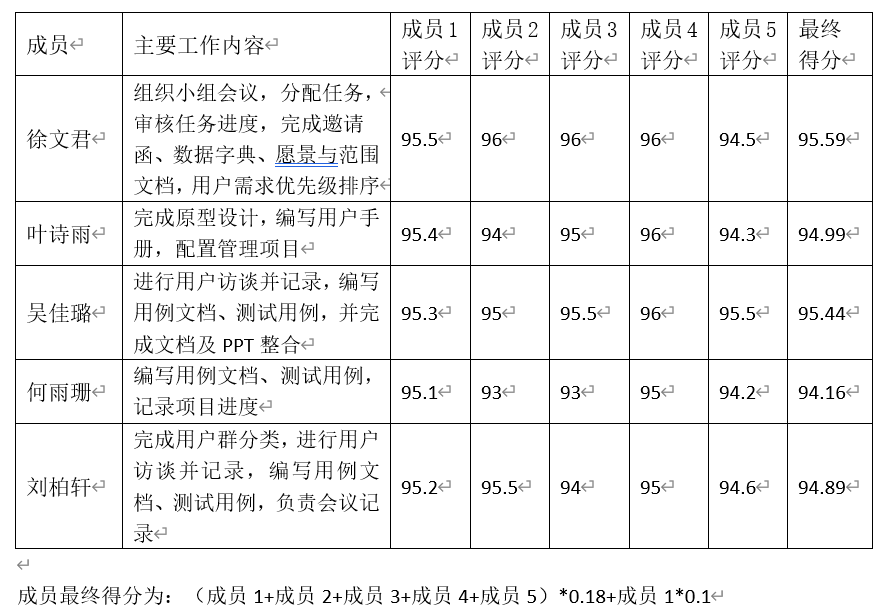 成员 主要工作内容 成员1评分 成员2评分 成员3评分 成员4评分 成员5评分 最终得分
徐文君 组织小组会议，分配任务， 95.5 96 96 96 94.5 95.59
审核任务进度，完成邀请
函、数据字典、愿景与范围
文档，用户需求优先级排序
叶诗雨 完成原型设计，编写用户手 95.4 94 95 96 94.3 94.99
册，配置管理项目
吴佳璐 进行用户访谈并记录，编写 95.3 95 95.5 96 95.5 95.44
用例文档、测试用例，并完
成文档及 PPT 整合
何雨珊 编写用例文档、测试用例， 95.1 93 93 95 94.2 94.16
记录项目进度
刘柏轩 完成用户群分类，进行用户 95.2 95.5 94 95 94.6 94.89
访谈并记录，编写用例文
档、测试用例，负责会议记
录
成员最终得分为：（成员 1+成员 2+成员 3+成员 4+成员 5）*0.18+成员 1*0.1